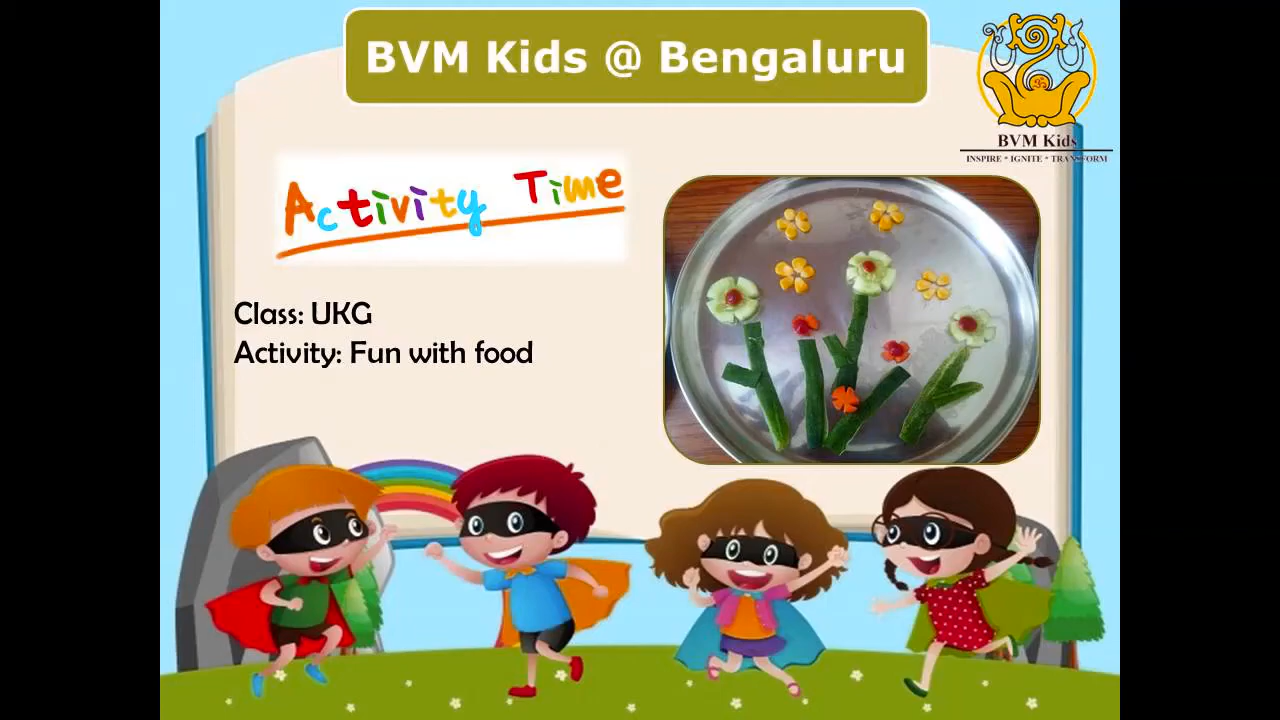 BVM Kids @ Bengaluru
BVM Kids
INSPIRE * IGNITE * TRANSFORM
Activity Time
Class: UKG
Activity: Fun with food